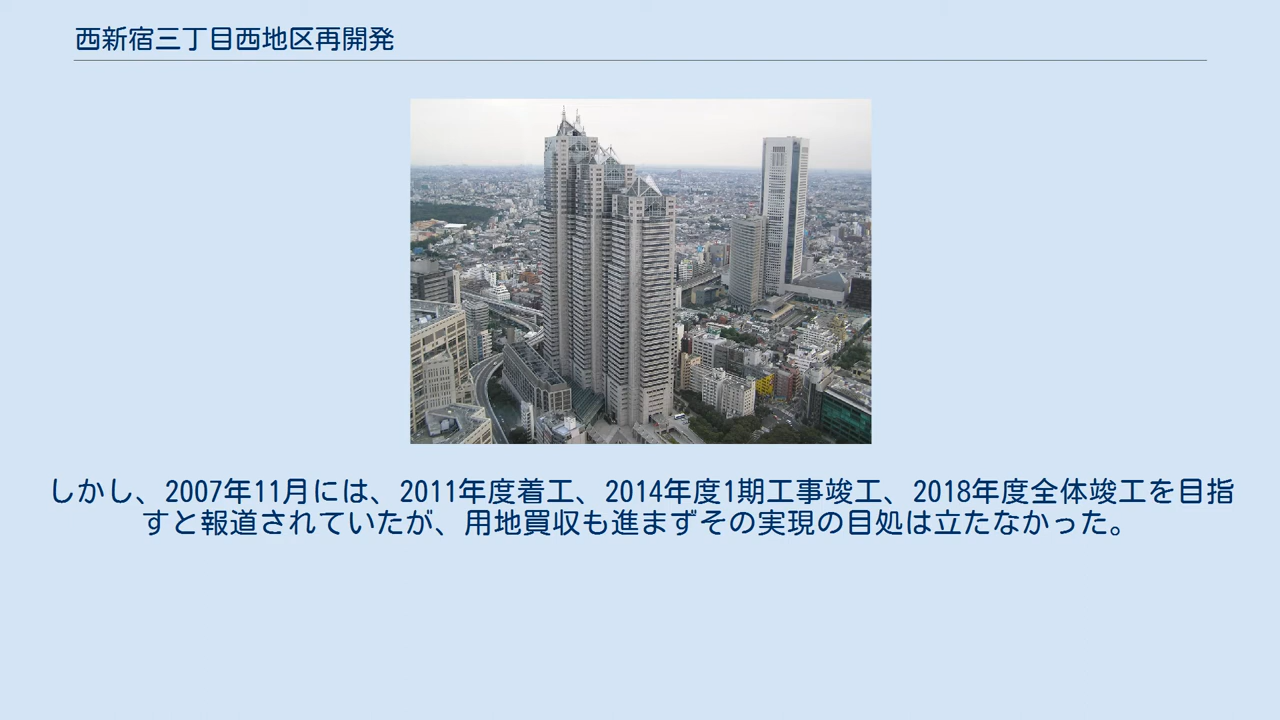 西新宿三丁目西地区再開発
しかし、2007年11月には、2011年度着工、2014年度1期工事竣工、2018年度全体竣工を目指
すと報道されていたが、用地買収も進まずその実現の目処は立たなかった。